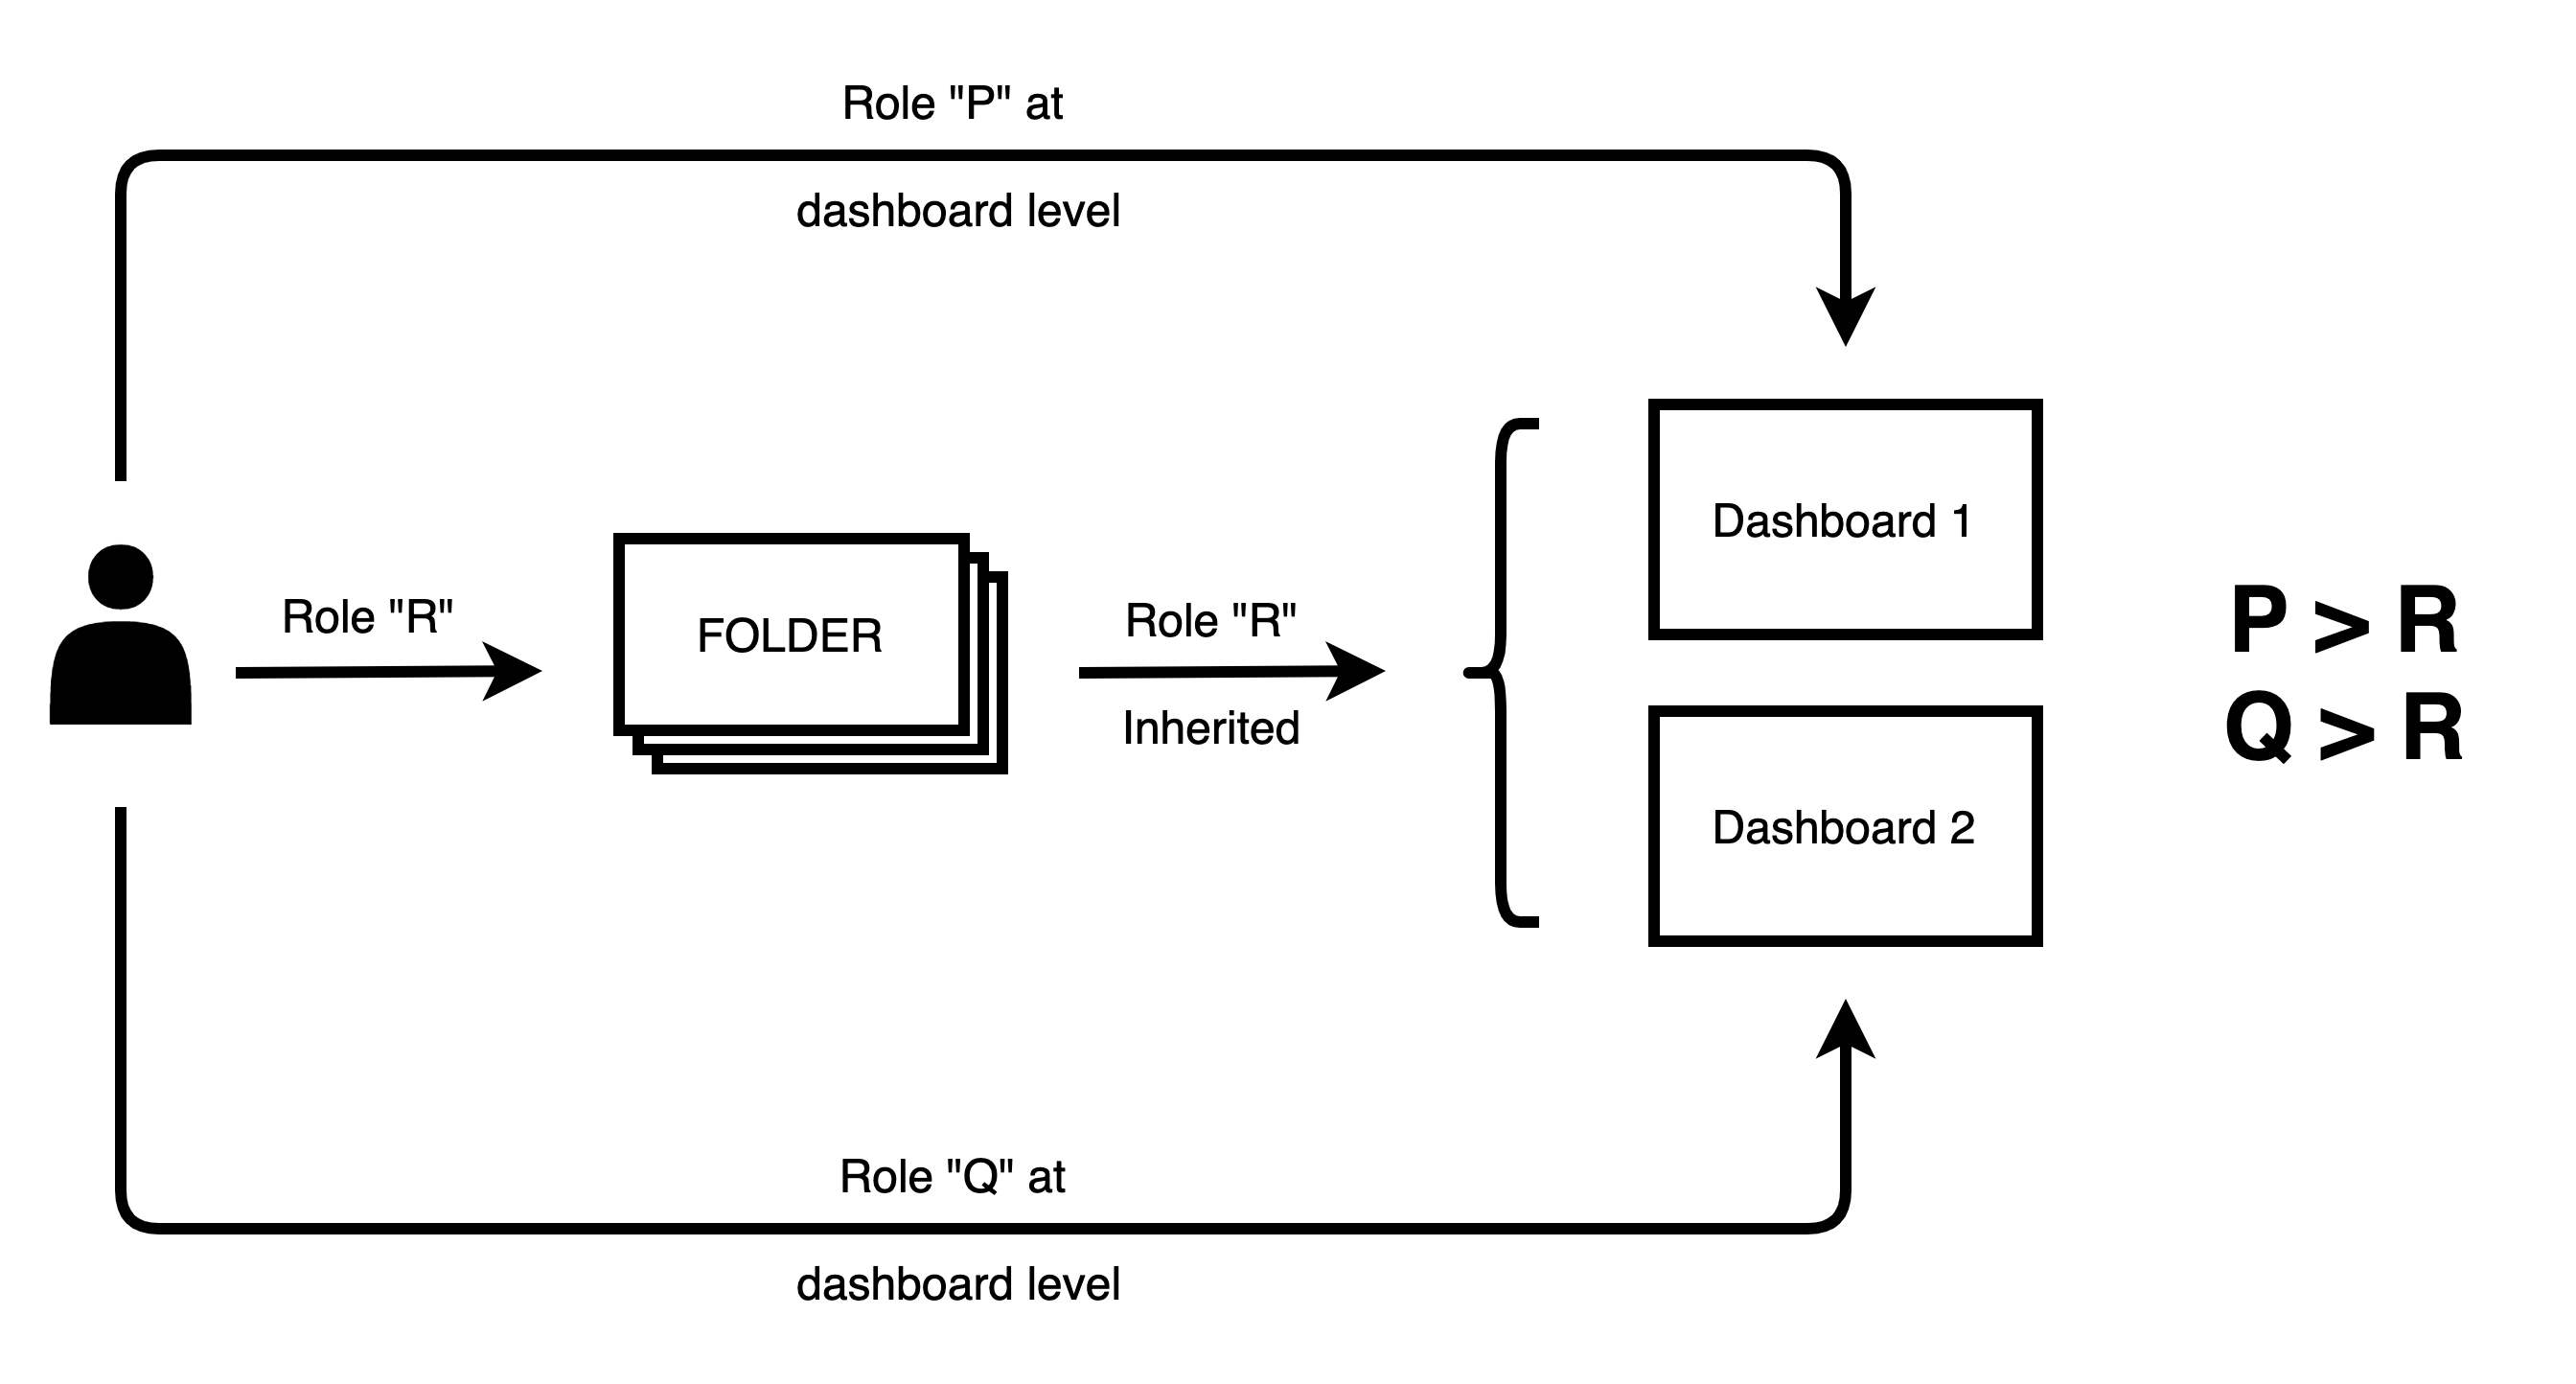 Role "P" at
dashboard level
Role "R"
FOLDER
Role "R"
Inherited
Dashboard 1
Dashboard 2
P > R
Q > R
Role "Q" at
dashboard level